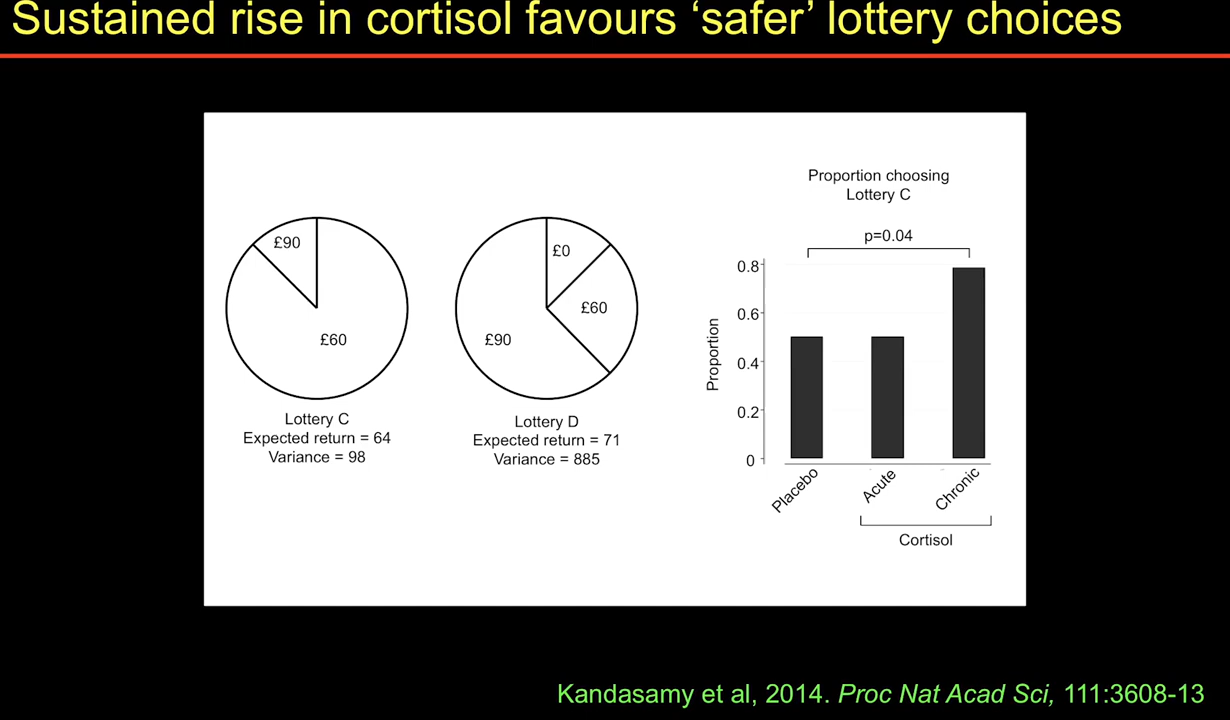 Sustained rise in cortisol favours ‘safer’ lottery choices
£90
£60
Lottery C
Expected return = 64
Variance = 98
£0
£60
£90
Lottery D
Expected return = 71
Variance = 885
Proportion choosing
Lottery C
p=0.04
Proportion
0.8
0.6
0.4
0.2
0
Placebo
Acute
Chronic
Cortisol
Kandasamy et al, 2014. Proc Nat Acad Sci, 111:3608-13